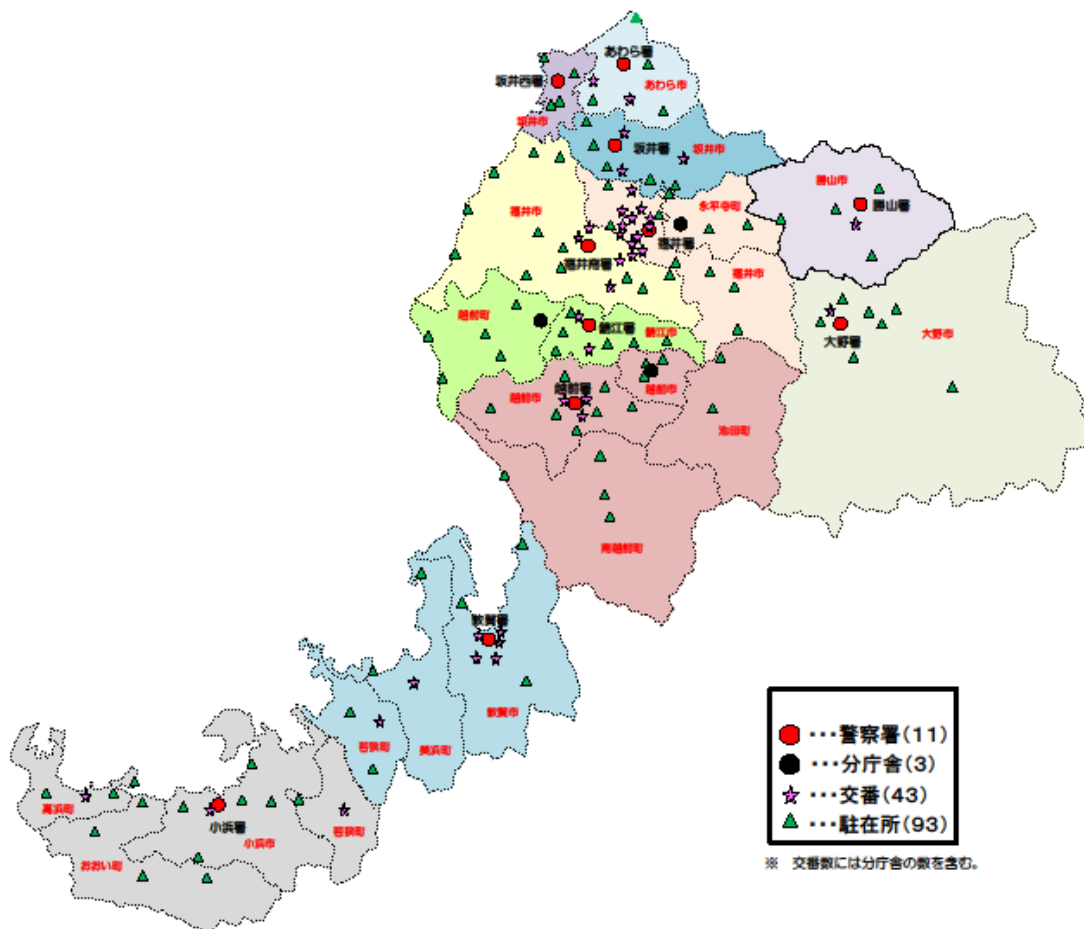 あわら署
坂井西署
あわら市
坂井市
坂井署
坂井市
勝山市
勝山署
福井市
永平寺町
福井署
福井南署
福井市
越前町
鯖江署
鯖江市
大野署
大野市
越前署
越前市
越前市
池田町
南越前町
敦賀署
敦賀市
若狭町
美浜町
高浜町
小浜署
小浜市
若狭町
おおい町
●・・・警察署(11)
●・・・分庁舎(3)
☆・・・交番(43)
▲・・・駐在所(93)
※ 交番数には分庁舎の数を含む。